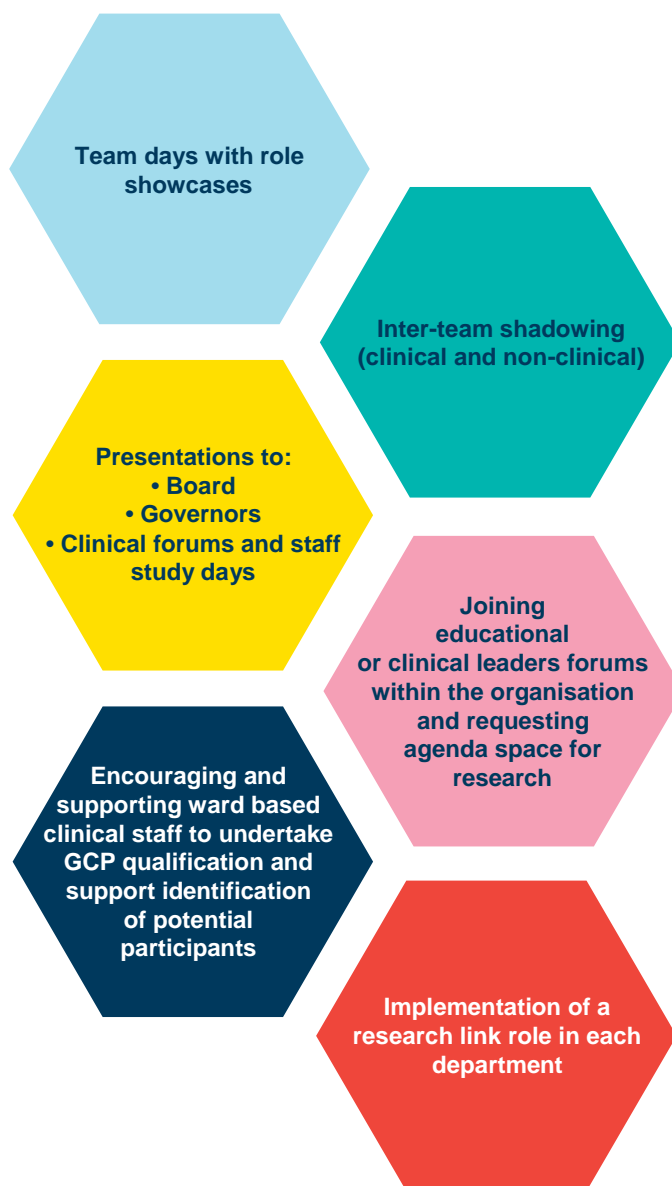 Team days with role
showcases
Inter-team shadowing
(clinical and non-clinical)
Presentations to:
• Board
• Governors
• Clinical forums and staff
study days
Joining
educational
or clinical leaders forums
within the organisation
and requesting
agenda space for
research
Encouraging and
supporting ward based
clinical staff to undertake
GCP qualification and
support identification
of potential
participants
Implementation of a
research link role in each
department